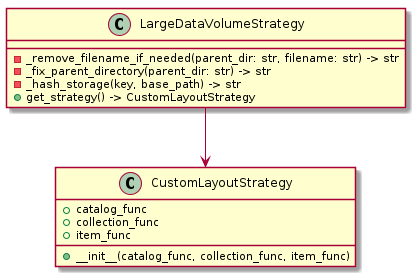 C LargeDataVolumeStrategy
_remove_filename_if_needed(parent_dir: str, filename: str) -> str
_fix_parent_directory(parent_dir: str) -> str
_hash_storage(key, base_path) -> str
get_strategy() -> CustomLayoutStrategy
C CustomLayoutStrategy
catalog_func
collection_func
item_func
__init__(catalog_func, collection_func, item_func)